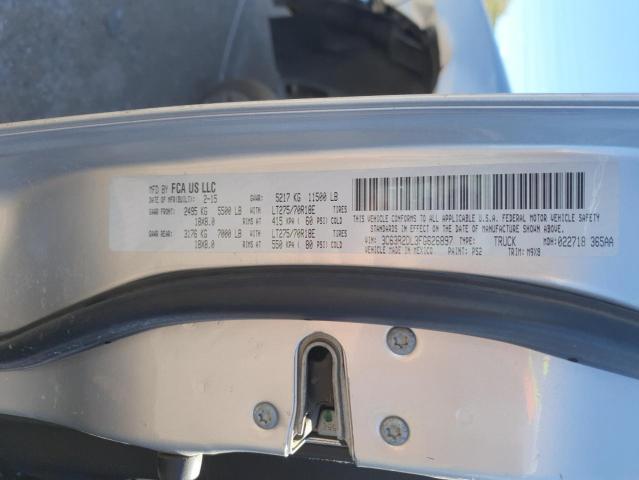 MFD BY FCA US LLC
DATE OF MFR(BUILT): 2-15 GVWR: 5217 KG 11500 LB
GAWR FRONT: 2495 KG 5500 LB WITH LT275/70R18E TIRES
18X8.0 RIMS AT 415 KPA ( 60 PSI) COLD
GAWR REAR: 3176 KG 7000 LB WITH LT275/70R18E TIRES
18X8.0 RIMS AT 550 KPA ( 80 PSI) COLD
THIS VEHICLE CONFORMS TO ALL APPLICABLE U.S.A. FEDERAL MOTOR VEHICLE SAFETY
STANDARDS IN EFFECT ON THE DATE OF MANUFACTURE SHOWN ABOVE.
VIN: 3C63R2DL3FG626897 TYPE: TRUCK MDH: 022718 365AA
VEHICLE MADE IN MEXICO PAINT: PS2 TRIM: M9X8